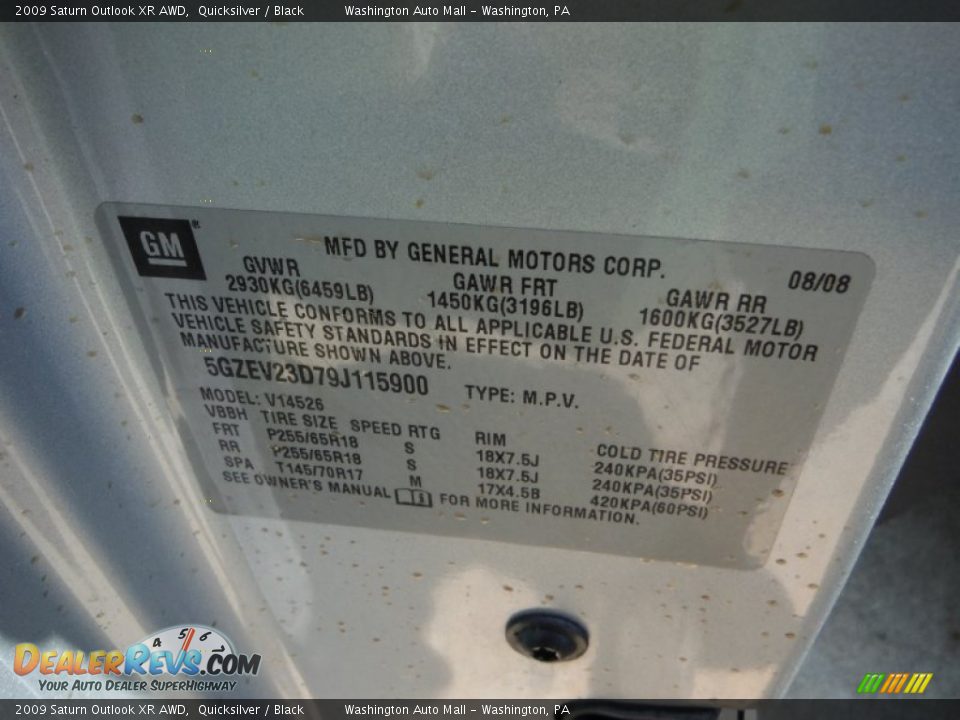 2009 Saturn Outlook XR AWD, Quicksilver / Black Washington Auto Mall - Washington, PA
GM®
MFD BY GENERAL MOTORS CORP. 08/08
GVWR GAWR FRT GAWR RR
2930KG(6459LB) 1450KG(3196LB) 1600KG(3527LB)
THIS VEHICLE CONFORMS TO ALL APPLICABLE U.S. FEDERAL MOTOR
VEHICLE SAFETY STANDARDS IN EFFECT ON THE DATE OF
MANUFACTURE SHOWN ABOVE.
5GZEV23D79J115900 TYPE: M.P.V.
MODEL: V14526
VBBH TIRE SIZE SPEED RTG RIM COLD TIRE PRESSURE
FRT P255/65R18 S 18X7.5J 240KPA(35PSI)
RR P255/65R18 S 18X7.5J 240KPA(35PSI)
SPA T145/70R17 M 17X4.5B 420KPA(60PSI)
SEE OWNER'S MANUAL FOR MORE INFORMATION.
4 5 6
DEALERREVS.COM
YOUR AUTO DEALER SUPERHIGHWAY
2009 Saturn Outlook XR AWD, Quicksilver / Black Washington Auto Mall - Washington, PA